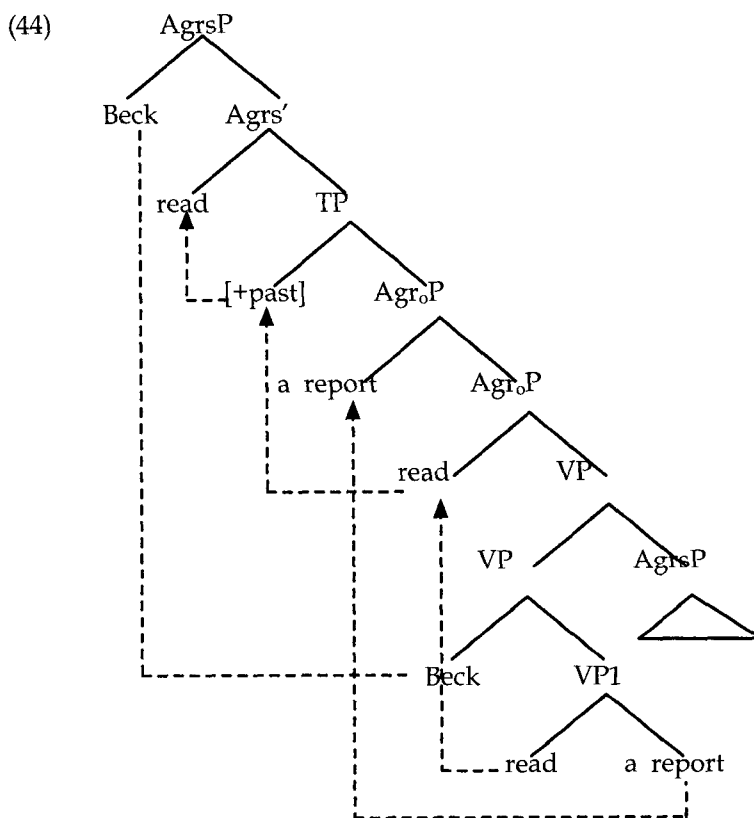 (44) AgrsP
Beck Agrs'
read TP
[+past] AgroP
a report AgroP
read VP
VP AgrsP
Beck VP1
read a report